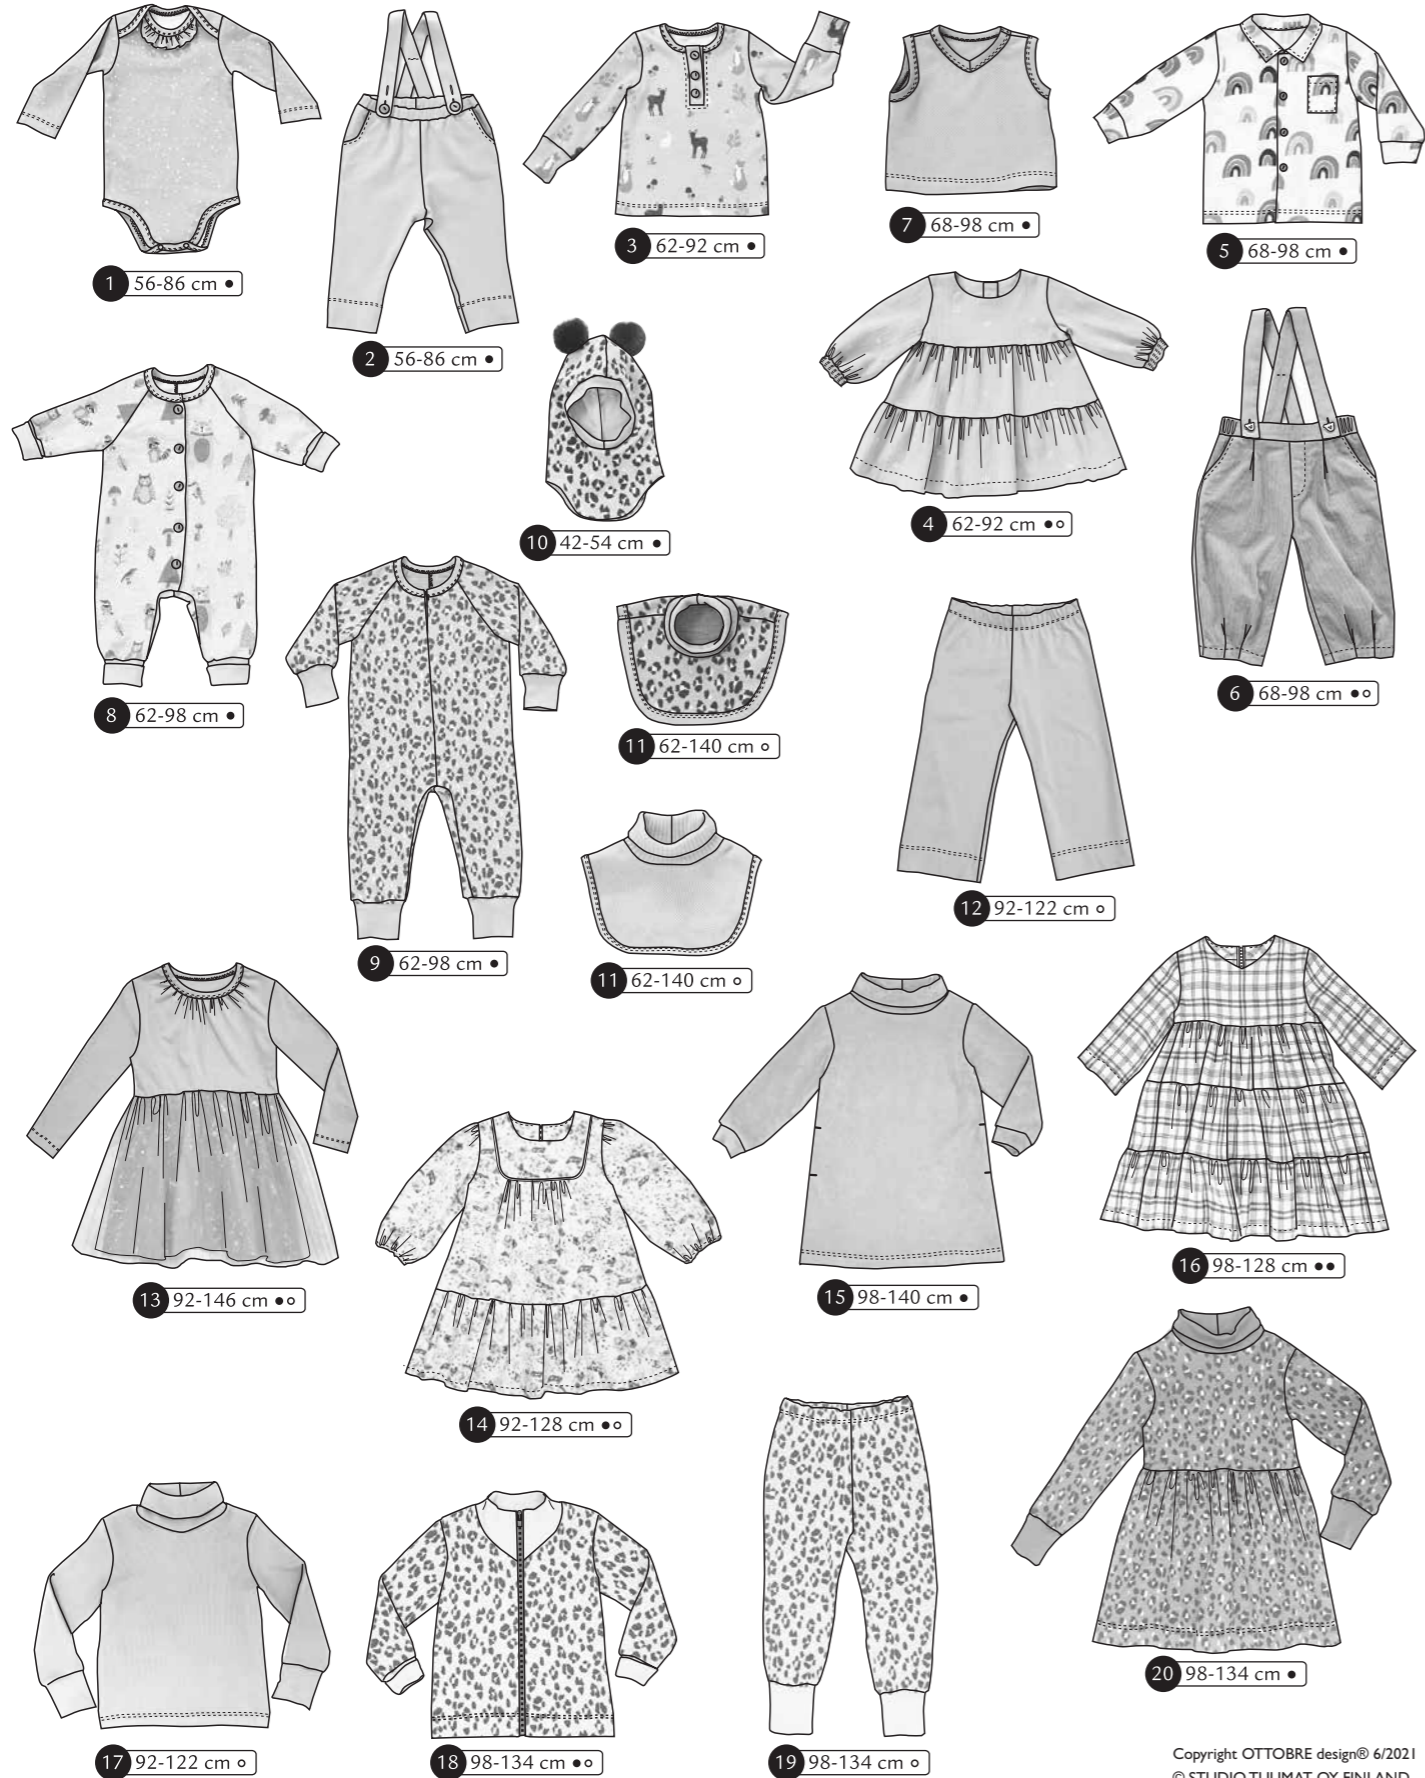 1 56-86 cm ●
2 56-86 cm ●
3 62-92 cm ●
7 68-98 cm ●
5 68-98 cm ●
10 42-54 cm ●
4 62-92 cm ●○
8 62-98 cm ●
11 62-140 cm ○
6 68-98 cm ●○
9 62-98 cm ●
11 62-140 cm ○
12 92-122 cm ○
13 92-146 cm ●○
14 92-128 cm ●○
15 98-140 cm ●
16 98-128 cm ●●
17 92-122 cm ○
18 98-134 cm ●○
19 98-134 cm ○
20 98-134 cm ●
Copyright OTTOBRE design® 6/2021
© STUDIO TUUMAT OY, FINLAND